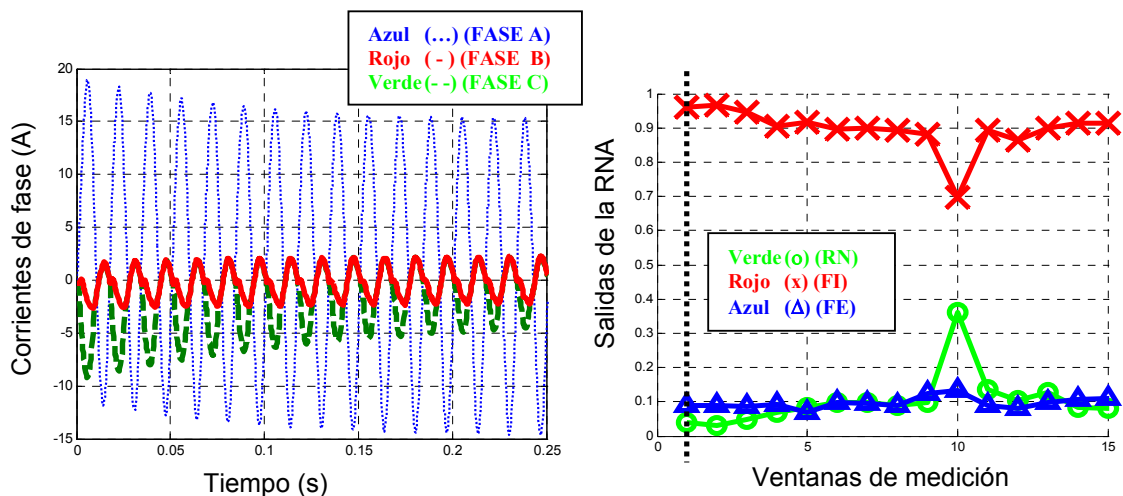 Azul (...) (FASE A)
Rojo ( - ) (FASE B)
Verde (- -) (FASE C)
Corrientes de fase (A)
20
15
10
5
0
-5
-10
-15
0
0.05
0.1
0.15
0.2
0.25
Tiempo (s)
Salidas de la RNA
1
0.9
0.8
0.7
0.6
0.5
0.4
0.3
0.2
0.1
0
Verde (o) (RN)
Rojo (x) (FI)
Azul (Δ) (FE)
0
5
10
15
Ventanas de medición